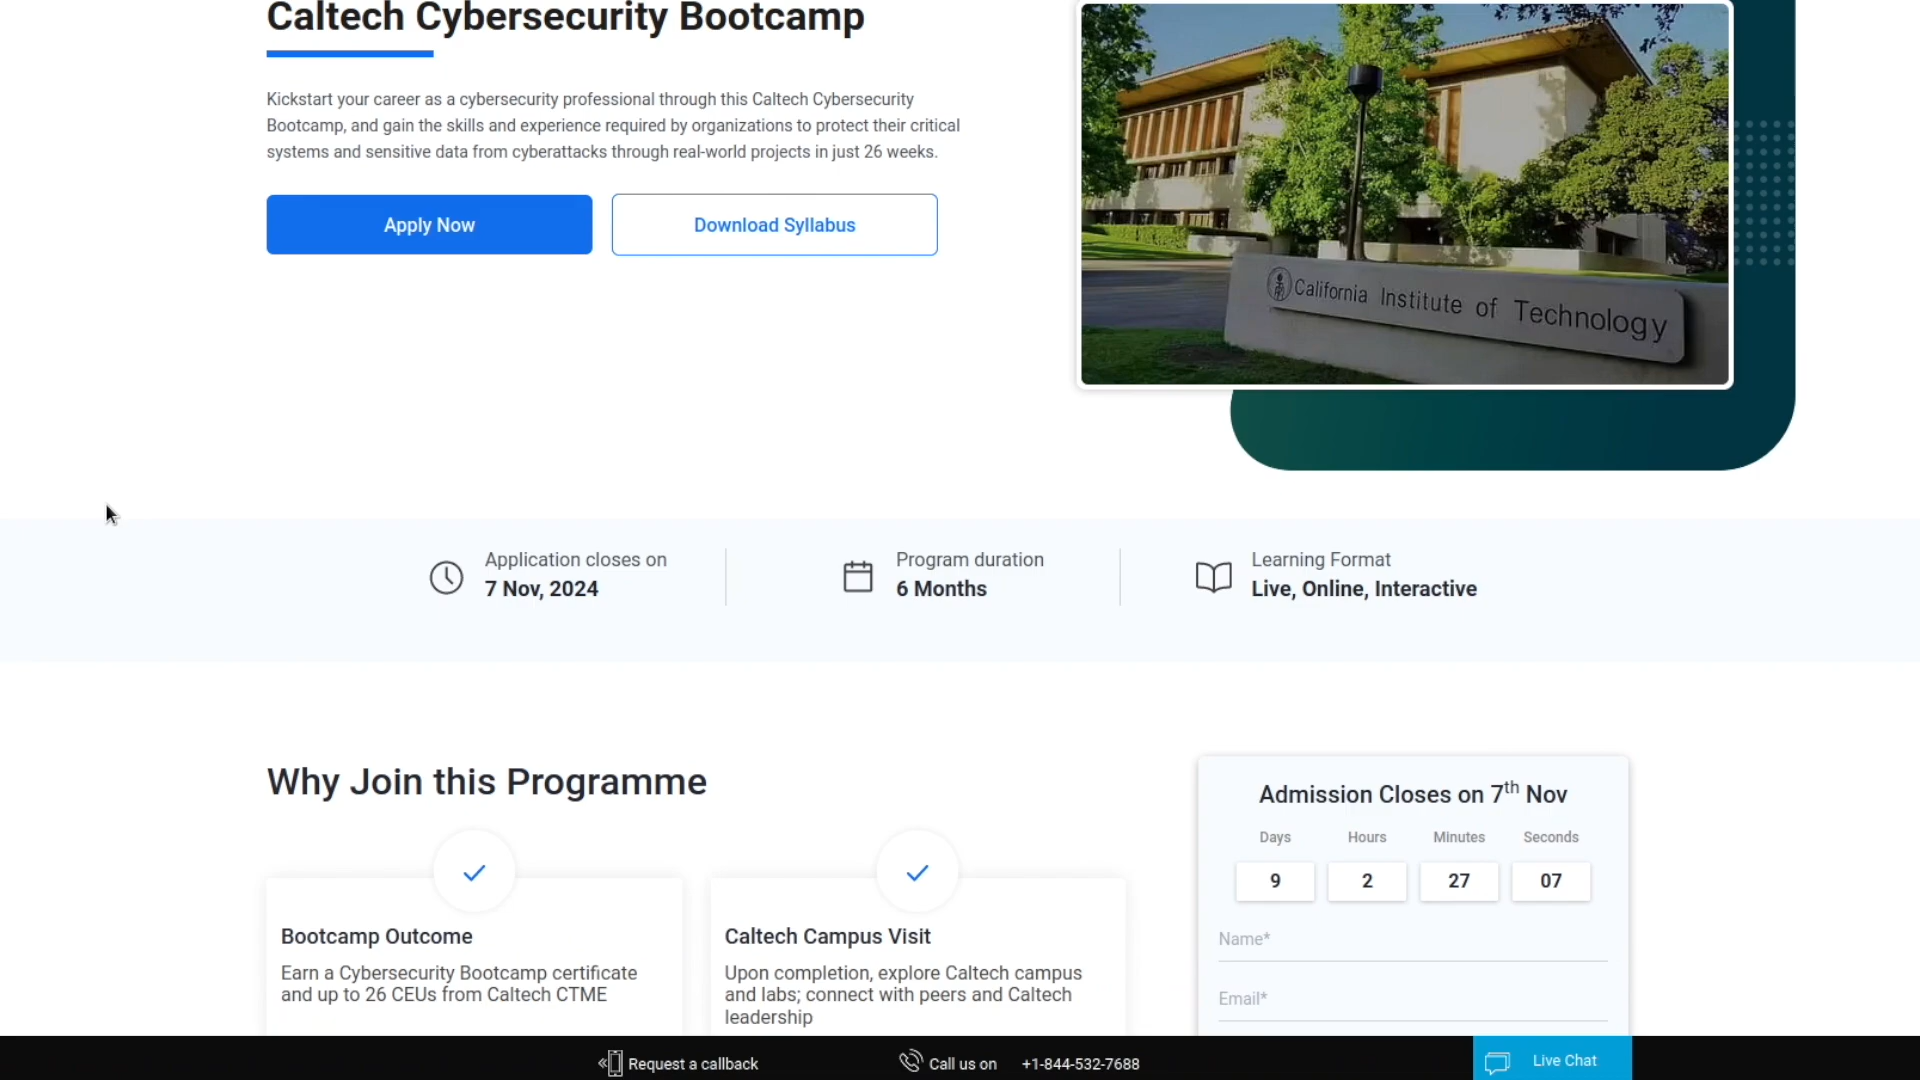 Caltech Cybersecurity Bootcamp
Kickstart your career as a cybersecurity professional through this Caltech Cybersecurity
Bootcamp, and gain the skills and experience required by organizations to protect their critical
systems and sensitive data from cyberattacks through real-world projects in just 26 weeks.
Apply Now
Download Syllabus
California Institute of Technology
Application closes on
7 Nov, 2024
Program duration
6 Months
Learning Format
Live, Online, Interactive
Why Join this Programme
Bootcamp Outcome
Earn a Cybersecurity Bootcamp certificate
and up to 26 CEUs from Caltech CTME
Caltech Campus Visit
Upon completion, explore Caltech campus
and labs; connect with peers and Caltech
leadership
Admission Closes on 7th Nov
Days Hours Minutes Seconds
9 2 27 07
Name*
Email*
Request a callback
Call us on +1-844-532-7688
Live Chat